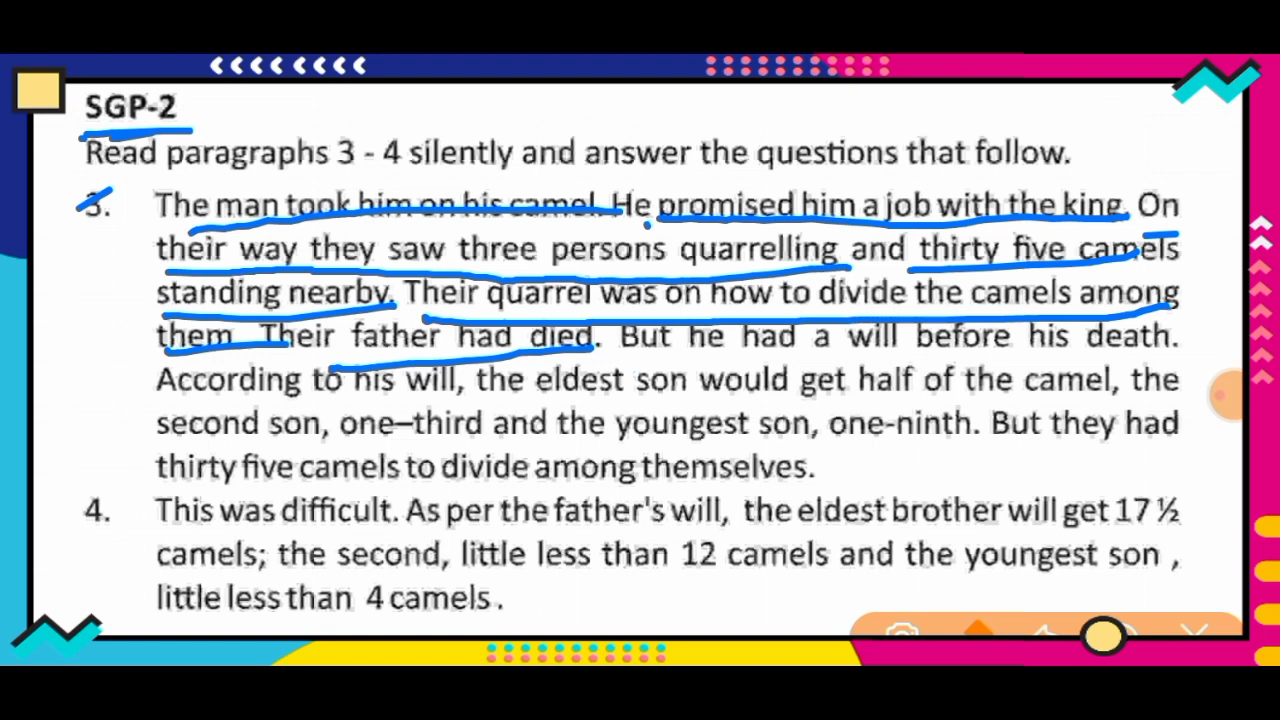 SGP-2
Read paragraphs 3 - 4 silently and answer the questions that follow.
3. The man took him on his camel. He promised him a job with the king. On
their way they saw three persons quarrelling and thirty five camels
standing nearby. Their quarrel was on how to divide the camels among
them. Their father had died. But he had a will before his death.
According to his will, the eldest son would get half of the camel, the
second son, one–third and the youngest son, one-ninth. But they had
thirty five camels to divide among themselves.
4. This was difficult. As per the father's will, the eldest brother will get 17 ½
camels; the second, little less than 12 camels and the youngest son ,
little less than 4 camels .